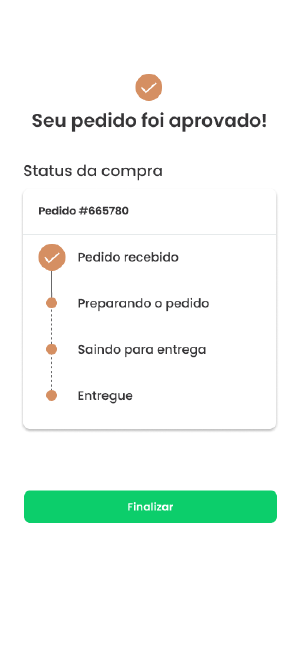 Seu pedido foi aprovado!
Status da compra
Pedido #665780
Pedido recebido
Preparando o pedido
Saindo para entrega
Entregue
Finalizar